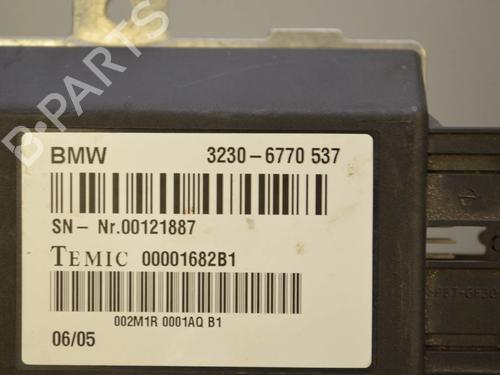 B-PARTS
BMW 3230-6770 537
SN- Nr.00121887
TEMIC 00001682B1
002M1R 0001AQ B1
06/05